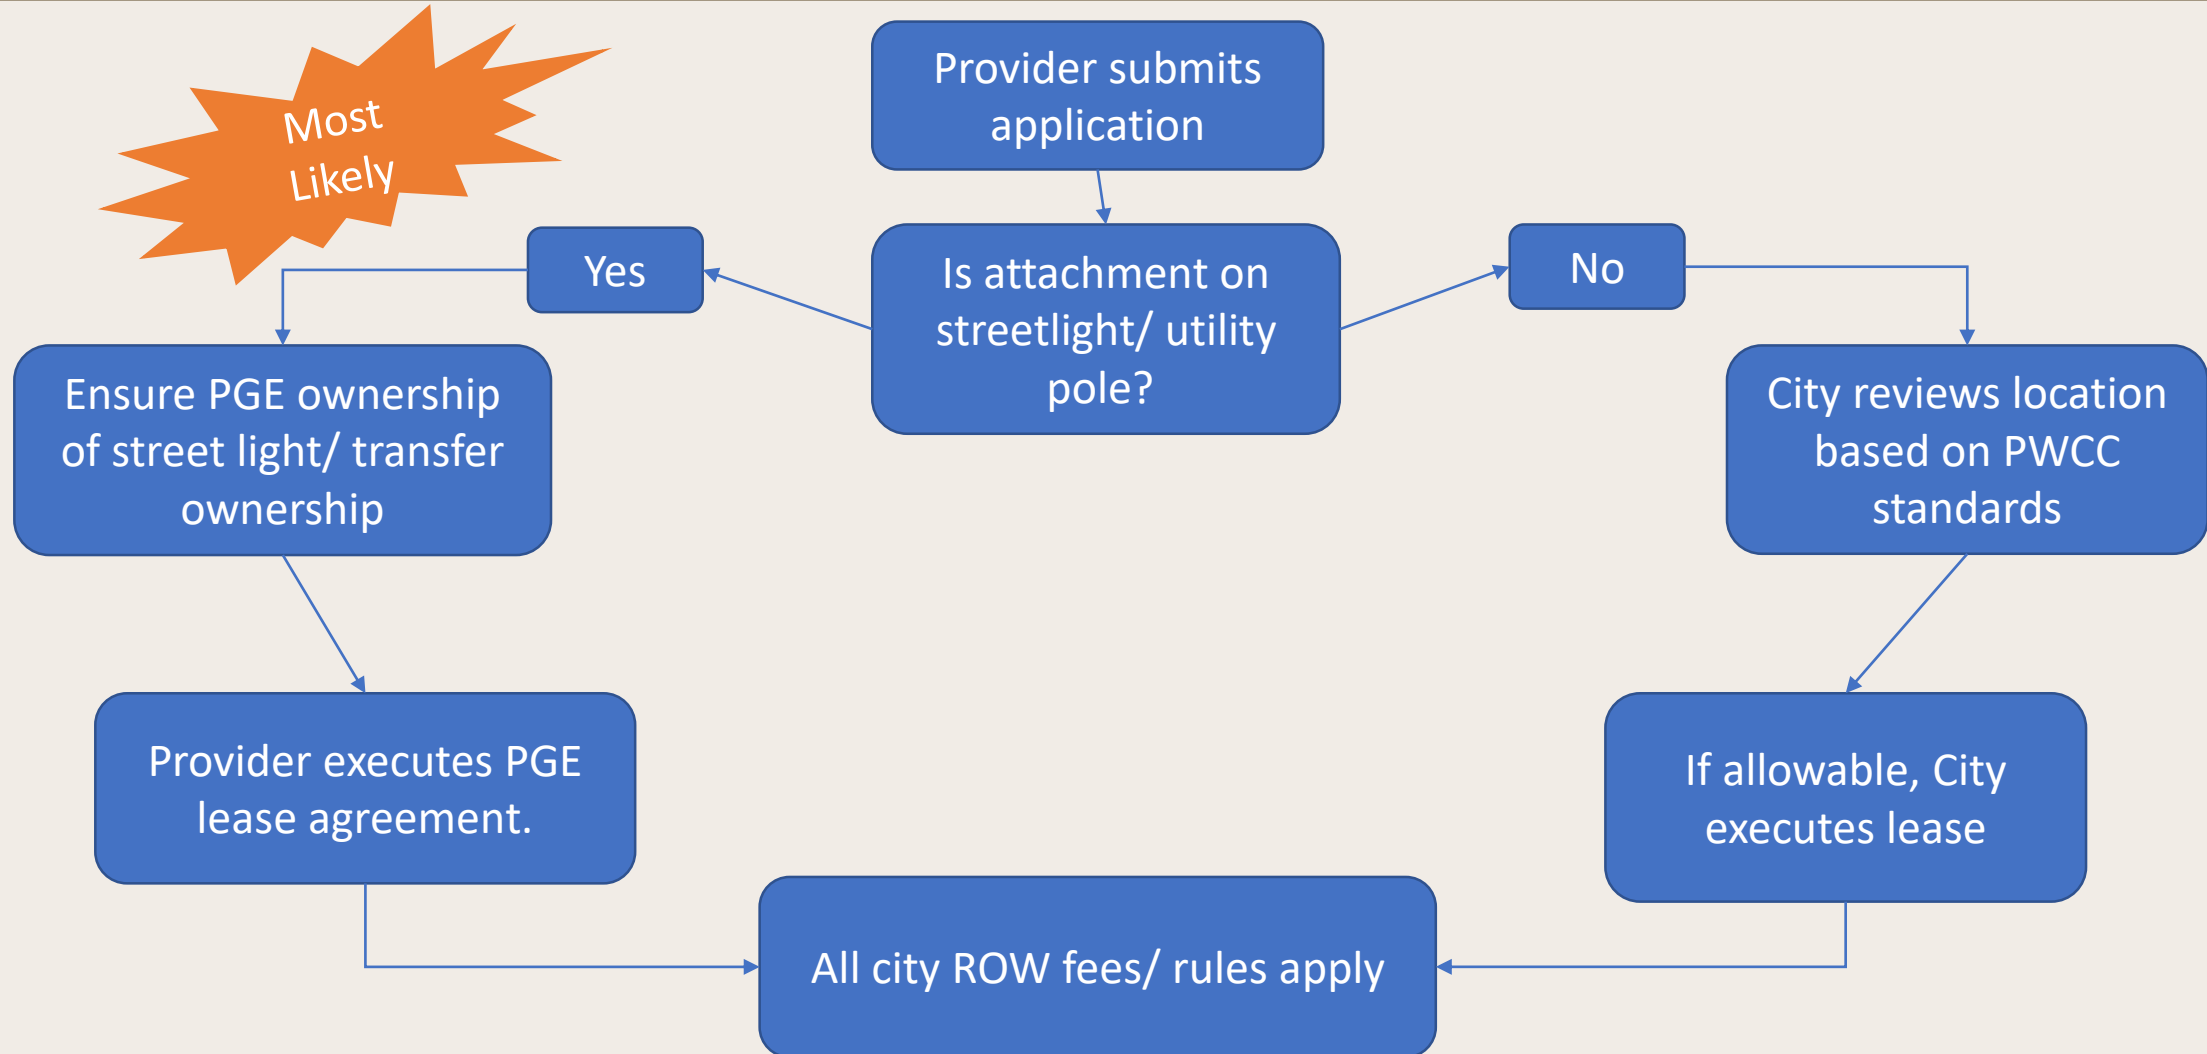 Most
Likely
Provider submits
application
Yes
Is attachment on
streetlight/ utility
pole?
No
Ensure PGE ownership
of street light/ transfer
ownership
City reviews location
based on PWCC
standards
Provider executes PGE
lease agreement.
If allowable, City
executes lease
All city ROW fees/ rules apply